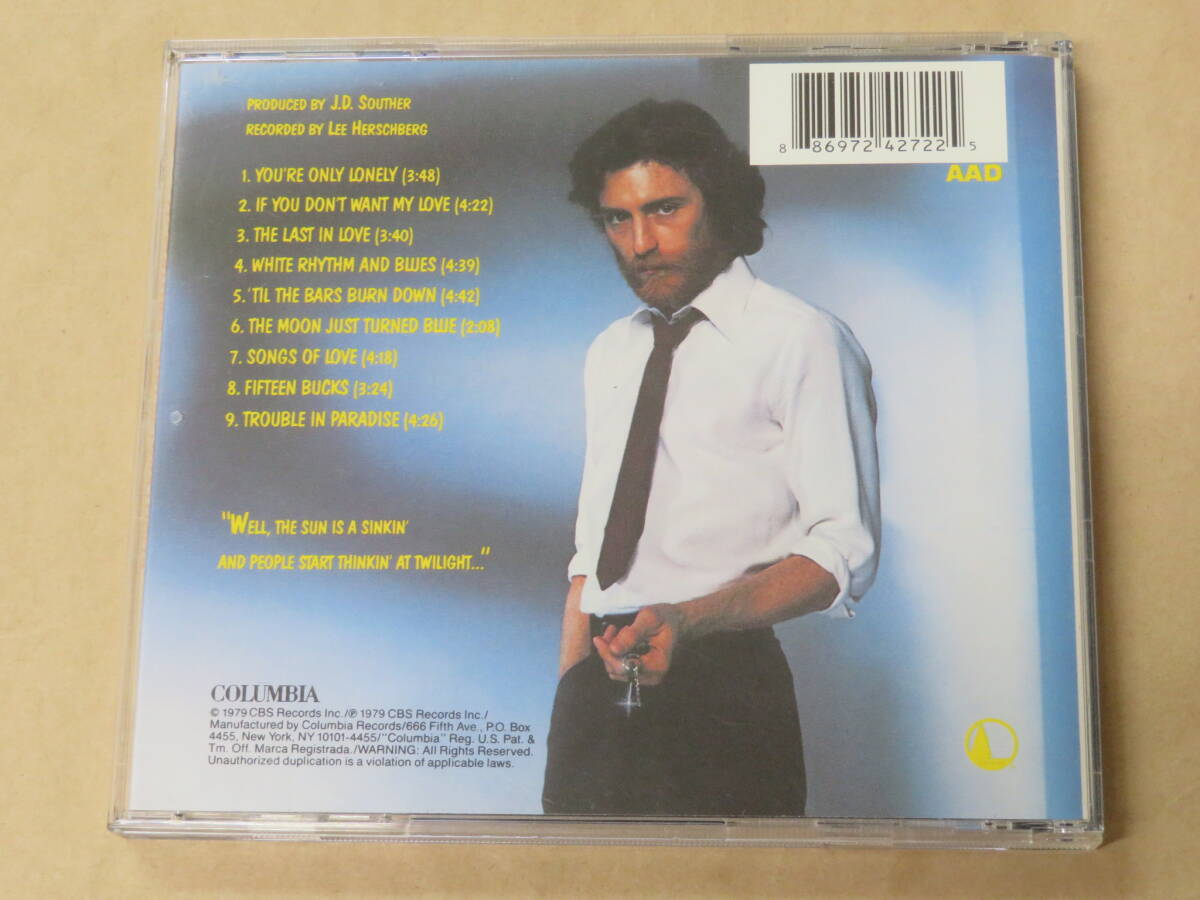 PRODUCED BY J.D. SOUTHER
RECORDED BY LEE HERSCHBERG
1. YOU'RE ONLY LONELY (3:48)
2. IF YOU DON'T WANT MY LOVE (4:22)
3. THE LAST IN LOVE (3:40)
4. WHITE RHYTHM AND BLUES (4:39)
5. 'TIL THE BARS BURN DOWN (4:42)
6. THE MOON JUST TURNED BLUE (2:08)
7. SONGS OF LOVE (4:18)
8. FIFTEEN BUCKS (3:24)
9. TROUBLE IN PARADISE (4:26)
"WELL, THE SUN IS A SINKIN'
AND PEOPLE START THINKIN' AT TWILIGHT..."
8 86972 42722 5
AAD
COLUMBIA
© 1979 CBS Records Inc./℗ 1979 CBS Records Inc./
Manufactured by Columbia Records/666 Fifth Ave., P.O. Box
4455, New York, NY 10101-4455/"Columbia" Reg. U.S. Pat. &
Tm. Off. Marca Registrada./WARNING: All Rights Reserved.
Unauthorized duplication is a violation of applicable laws.